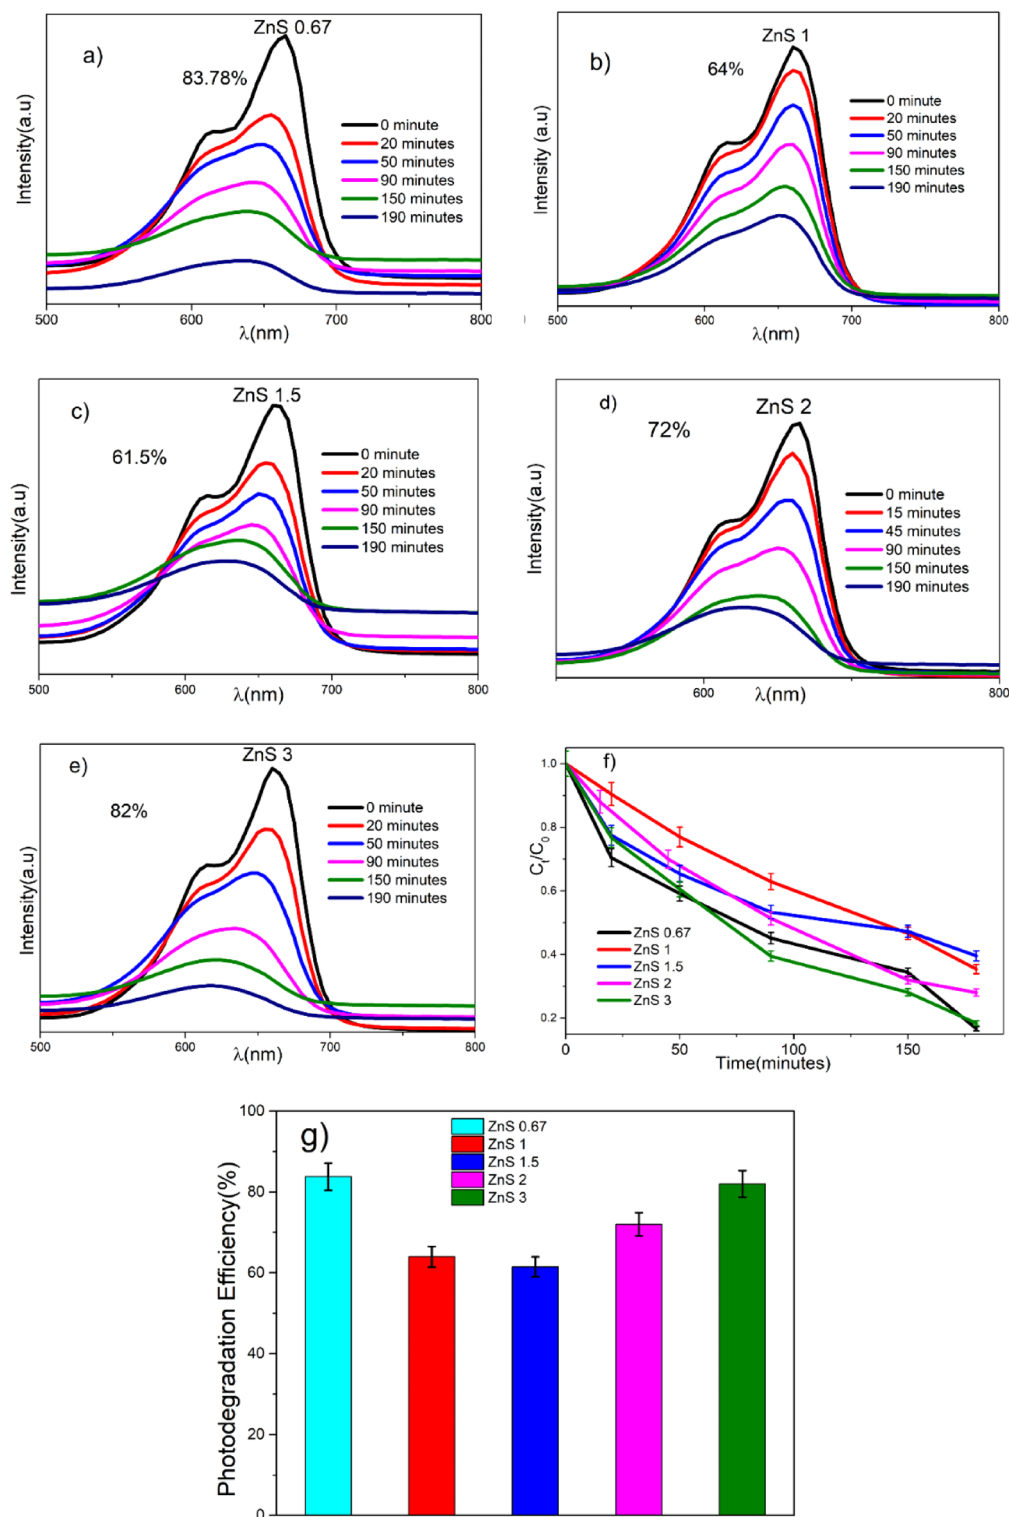 ZnS 0.67
a)
83.78%
0 minute
20 minutes
50 minutes
90 minutes
150 minutes
190 minutes
Intensity(a.u)
500
600
700
800
λ(nm)
ZnS 1
b)
64%
0 minute
20 minutes
50 minutes
90 minutes
150 minutes
190 minutes
Intensity (a.u)
500
600
700
800
λ(nm)
ZnS 1.5
c)
61.5%
0 minute
20 minutes
50 minutes
90 minutes
150 minutes
190 minutes
Intensity(a.u)
500
600
700
800
λ(nm)
d)
ZnS 2
72%
0 minute
15 minutes
45 minutes
90 minutes
150 minutes
190 minutes
Intensity(a.u)
600
700
800
λ(nm)
ZnS 3
e)
82%
0 minute
20 minutes
50 minutes
90 minutes
150 minutes
190 minutes
Intensity(a.u)
500
600
700
800
λ(nm)
f)
1.0
0.8
0.6
0.4
0.2
Ct/C0
ZnS 0.67
ZnS 1
ZnS 1.5
ZnS 2
ZnS 3
0
50
100
150
Time(minutes)
g)
ZnS 0.67
ZnS 1
ZnS 1.5
ZnS 2
ZnS 3
100
80
60
40
20
0
Photodegradation Efficiency(%)